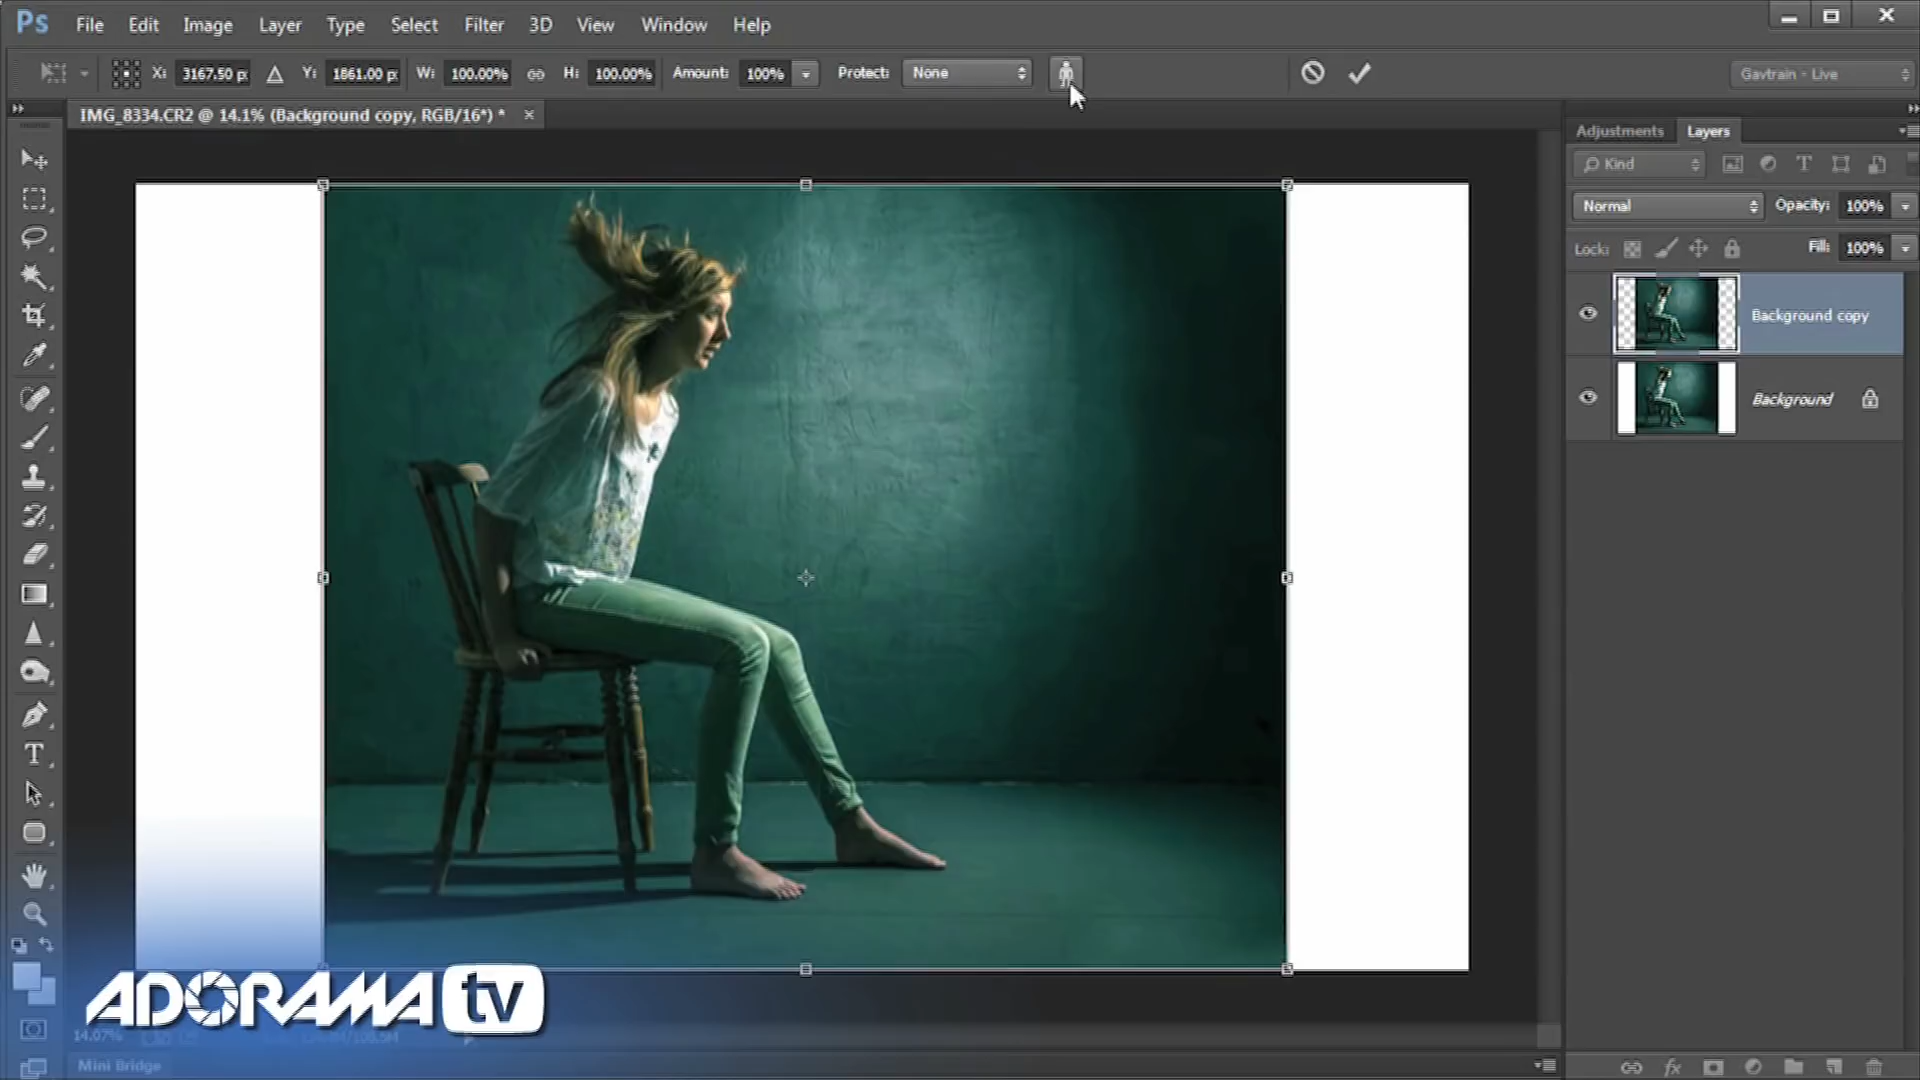 Ps File Edit Image Layer Type Select Filter 3D View Window Help
X: 3167.50 p: Y: 1861.00 p: W: 100.00% H: 100.00% Amount: 100% Protect: None Gavtrain - Live
IMG_8334.CR2 @ 14.1% (Background copy, RGB/16*) * ×
Adjustments Layers
Kind
Normal Opacity: 100%
Lock: Fill: 100%
Background copy
Background
ADORAMA tv
14.07%
Mini Bridge